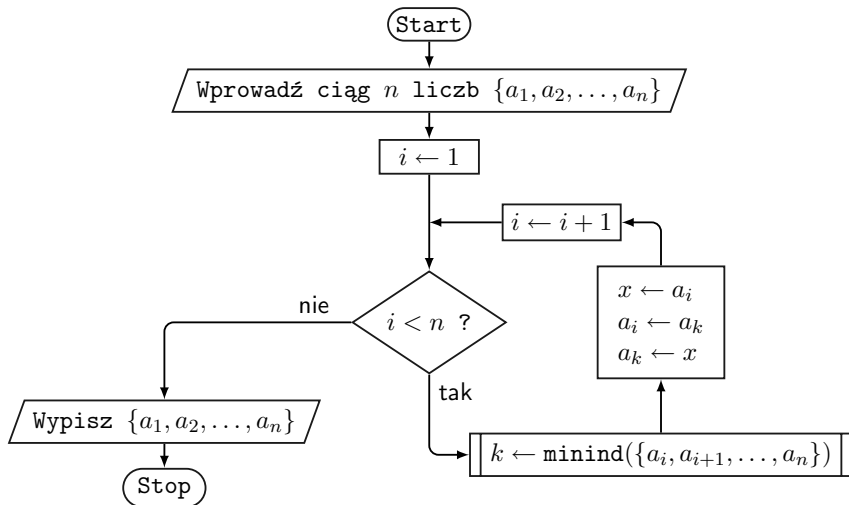 Start
Wprowadź ciąg n liczb {a₁, a₂, ..., aₙ}
i ← 1
i ← i + 1
x ← aᵢ
aᵢ ← aₖ
aₖ ← x
nie
i < n ?
tak
Wypisz {a₁, a₂, ..., aₙ}
k ← minind({aᵢ, aᵢ₊₁, ..., aₙ})
Stop